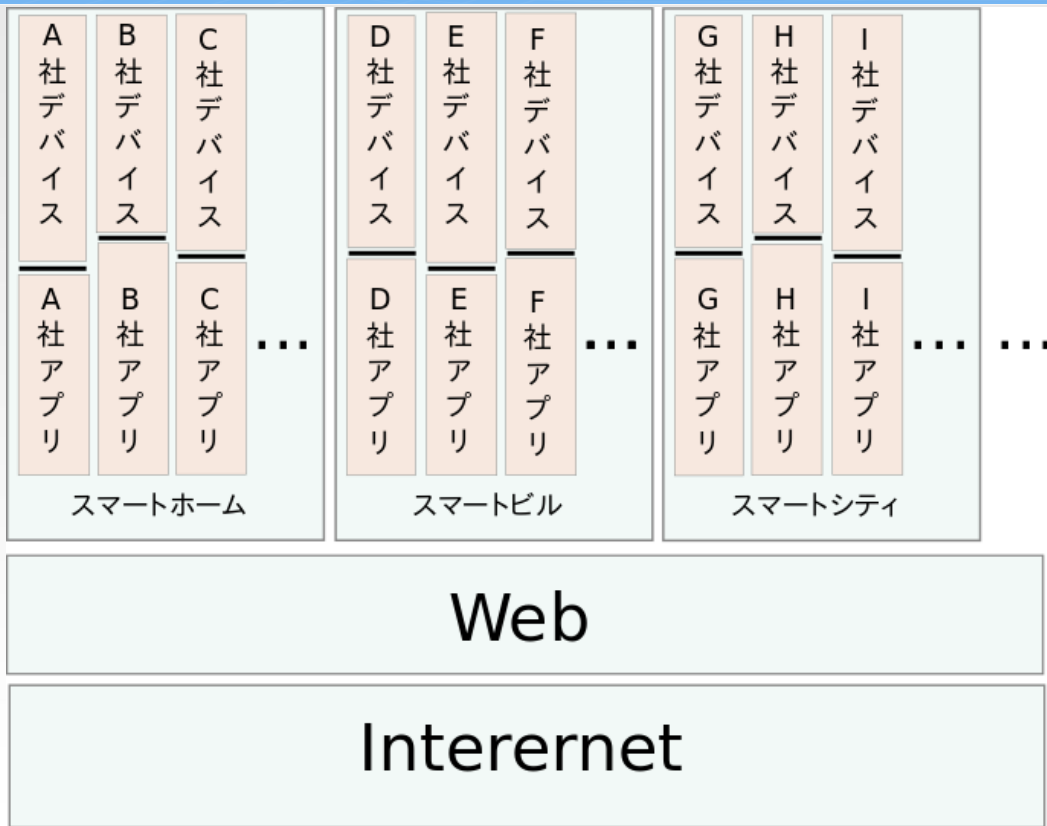 A社デバイス
B社デバイス
C社デバイス
D社デバイス
E社デバイス
F社デバイス
G社デバイス
H社デバイス
I社デバイス
A社アプリ
B社アプリ
C社アプリ
...
D社アプリ
E社アプリ
F社アプリ
...
G社アプリ
H社アプリ
I社アプリ
... ...
スマートホーム
スマートビル
スマートシティ
Web
Interernet